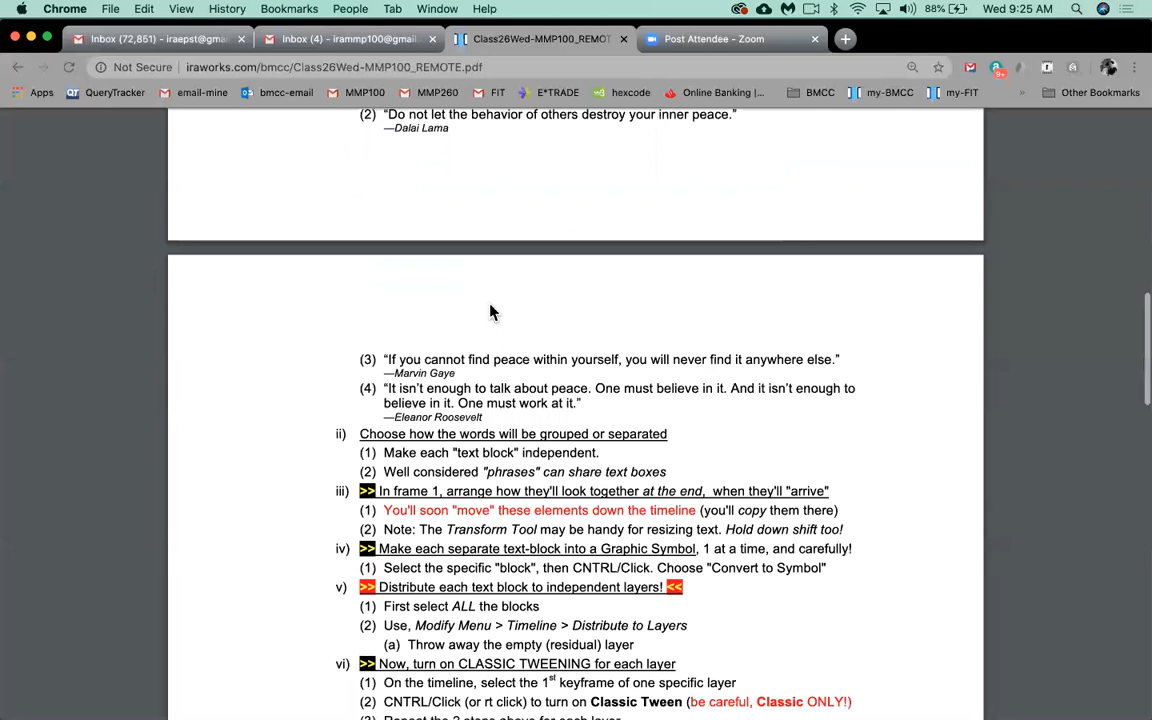 Chrome File Edit View History Bookmarks People Tab Window Help 88% Wed 9:25 AM
Inbox (72,851) - iraepst@gma Inbox (4) - irammp100@gmail Class26Wed-MMP100_REMOT Post Attendee - Zoom
Not Secure iraworks.com/bmcc/Class26Wed-MMP100_REMOTE.pdf 9+
Apps QueryTracker email-mine bmcc-email MMP100 MMP260 FIT E*TRADE hexcode Online Banking |... BMCC my-BMCC my-FIT » Other Bookmarks
(2) “Do not let the behavior of others destroy your inner peace.”
—Dalai Lama
(3) “If you cannot find peace within yourself, you will never find it anywhere else.”
—Marvin Gaye
(4) “It isn’t enough to talk about peace. One must believe in it. And it isn’t enough to
believe in it. One must work at it.”
—Eleanor Roosevelt
ii) Choose how the words will be grouped or separated
(1) Make each "text block" independent.
(2) Well considered "phrases" can share text boxes
iii) >> In frame 1, arrange how they'll look together at the end, when they'll "arrive"
(1) You'll soon "move" these elements down the timeline (you'll copy them there)
(2) Note: The Transform Tool may be handy for resizing text. Hold down shift too!
iv) >> Make each separate text-block into a Graphic Symbol, 1 at a time, and carefully!
(1) Select the specific "block", then CNTRL/Click. Choose "Convert to Symbol"
v) >> Distribute each text block to independent layers! <<
(1) First select ALL the blocks
(2) Use, Modify Menu > Timeline > Distribute to Layers
(a) Throw away the empty (residual) layer
vi) >> Now, turn on CLASSIC TWEENING for each layer
(1) On the timeline, select the 1st keyframe of one specific layer
(2) CNTRL/Click (or rt click) to turn on Classic Tween (be careful, Classic ONLY!)
(3) Repeat the 2 steps above for each layer